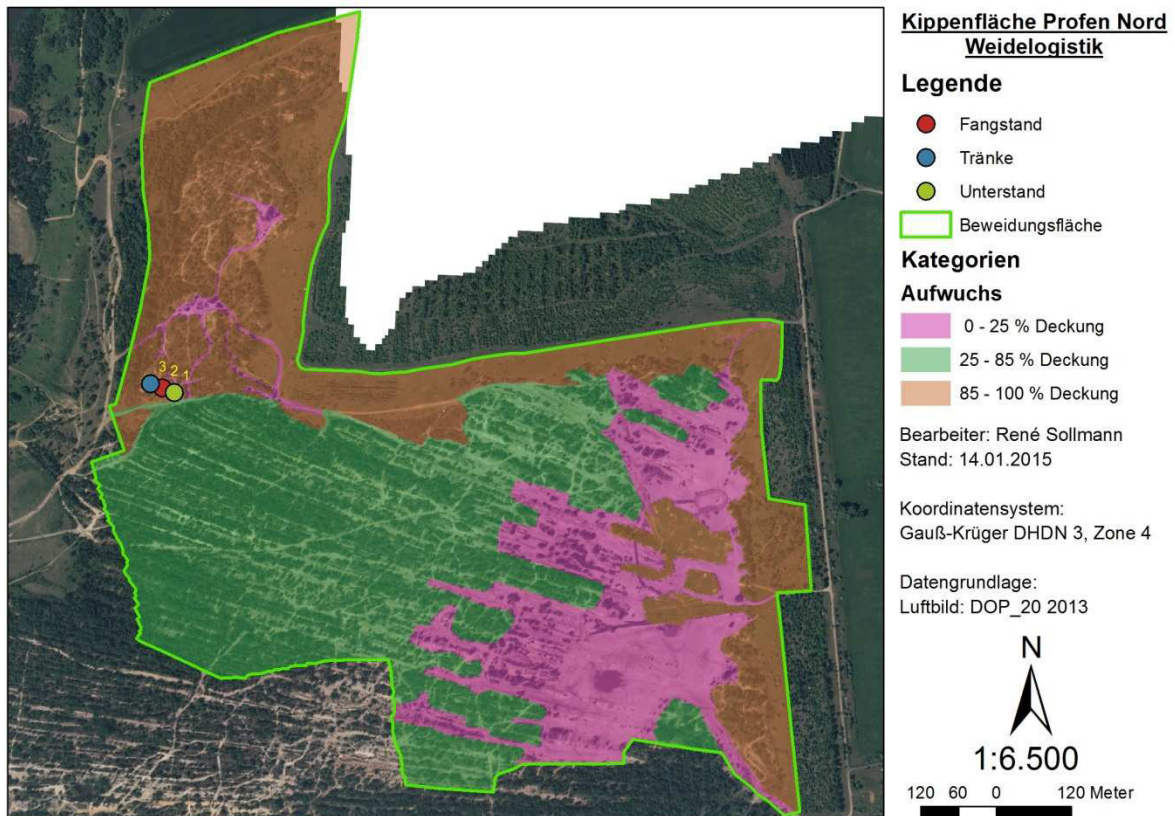 Kippenfläche Profen Nord
Weidelogistik
Legende
Fangstand
Tränke
Unterstand
Beweidungsfläche
Kategorien
Aufwuchs
0 - 25 % Deckung
25 - 85 % Deckung
85 - 100 % Deckung
Bearbeiter: René Sollmann
Stand: 14.01.2015
Koordinatensystem:
Gauß-Krüger DHDN 3, Zone 4
Datengrundlage:
Luftbild: DOP_20 2013
N
1:6.500
120 60 0 120 Meter
3 2 1